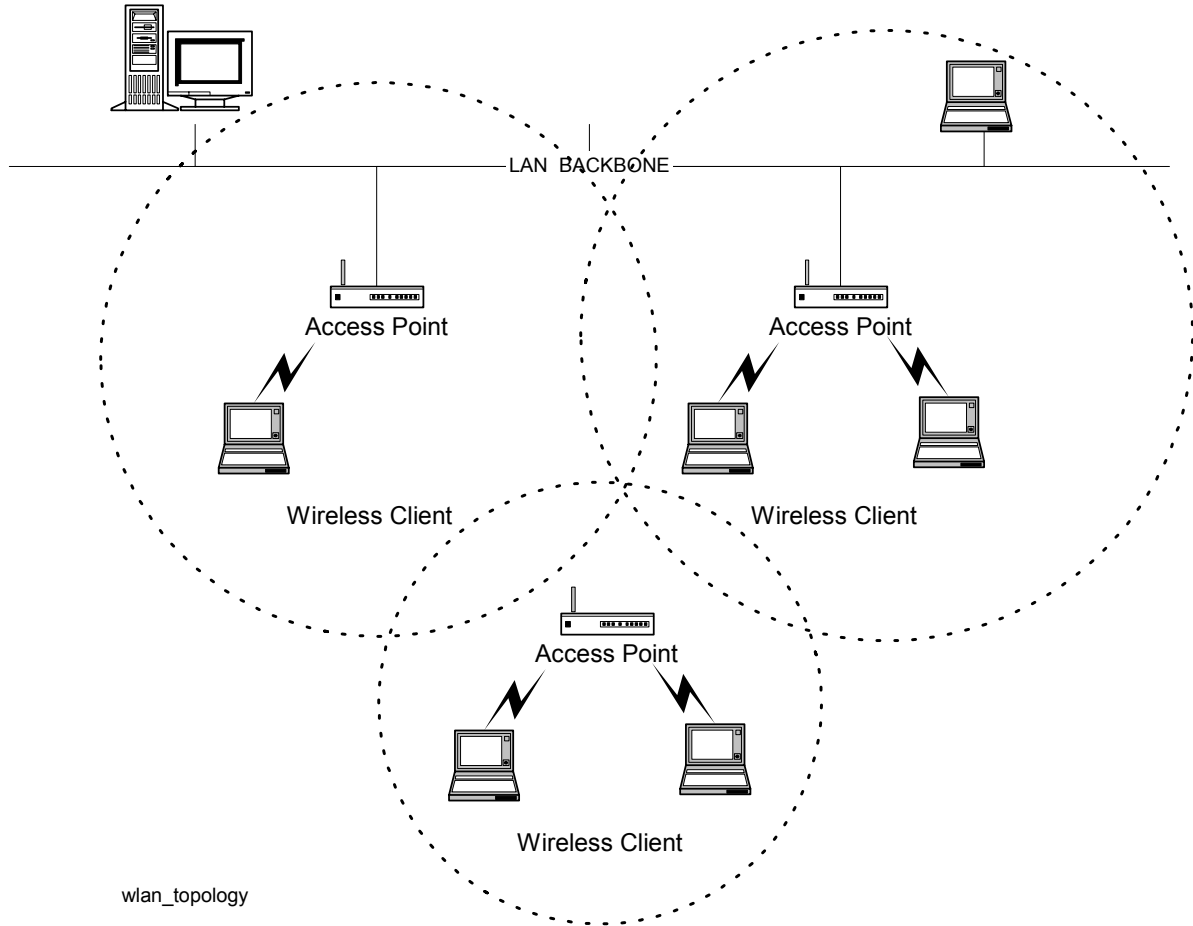 LAN BACKBONE
Access Point
Access Point
Wireless Client
Wireless Client
Access Point
Wireless Client
wlan_topology